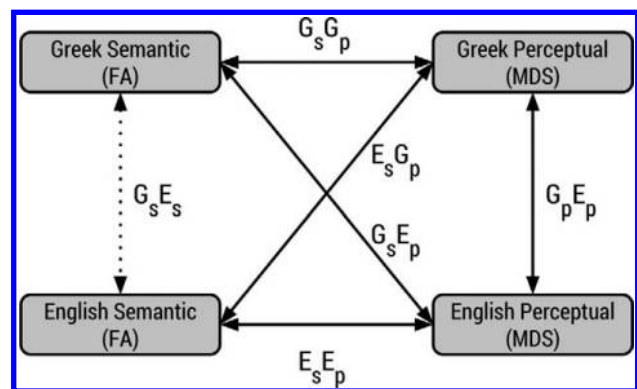 GsGp
Greek Semantic
(FA)
Greek Perceptual
(MDS)
EsGp
GsEs
GpEp
GsEp
English Semantic
(FA)
English Perceptual
(MDS)
EsEp